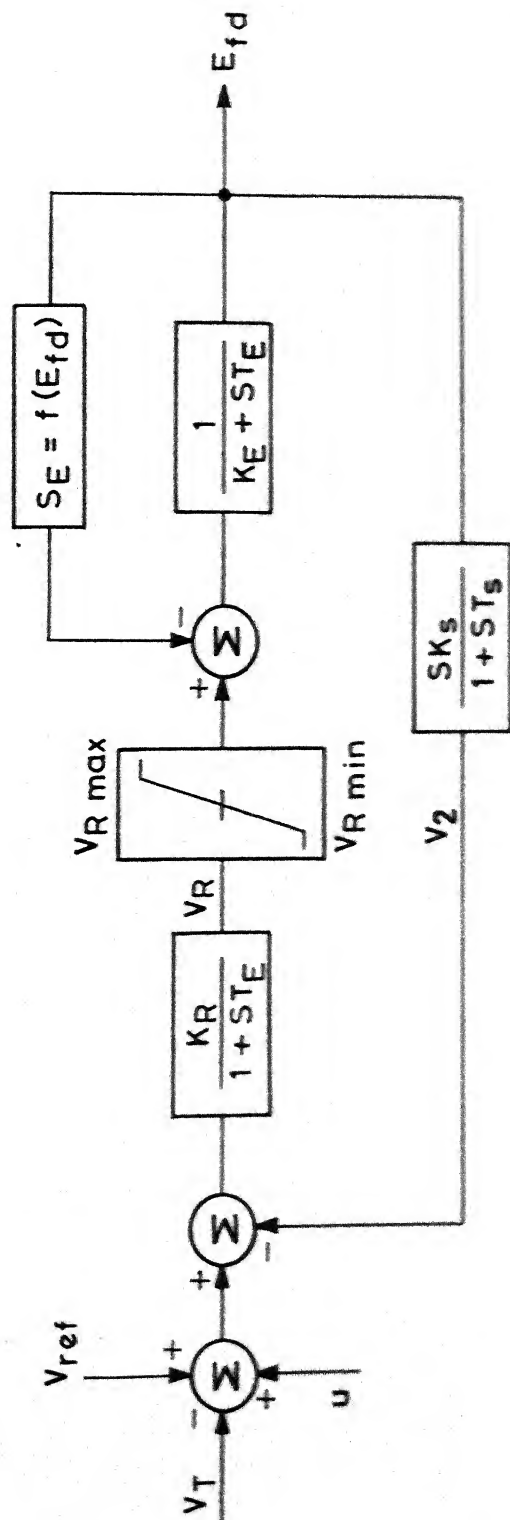 V_T
V_ref
u
-
+
+
Σ
+
-
Σ
K_R
1 + ST_E
V_R
V_R max
V_R min
+
-
Σ
S_E = f(E_fd)
1
K_E + ST_E
E_fd
SK_s
1 + ST_s
V_2